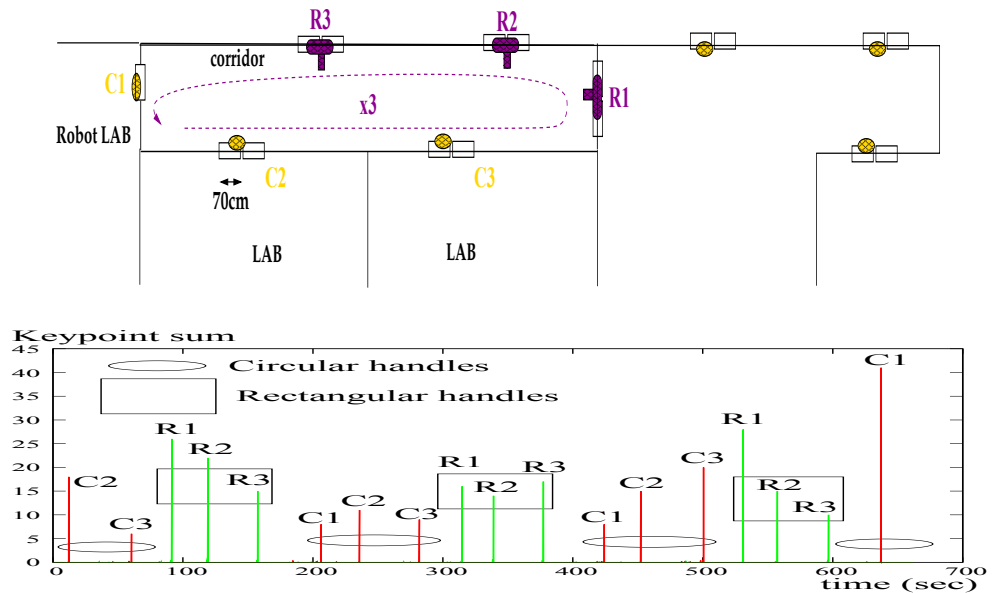 R3
R2
corridor
C1
x3
R1
Robot LAB
C2
C3
70cm
LAB
LAB
Keypoint sum
45
40
35
30
25
20
15
10
5
0
Circular handles
Rectangular handles
C2
C3
R1
R2
R3
C1
C2
C3
R1
R2
R3
C1
C2
C3
R1
R2
R3
C1
0
100
200
300
400
500
600
700
time (sec)